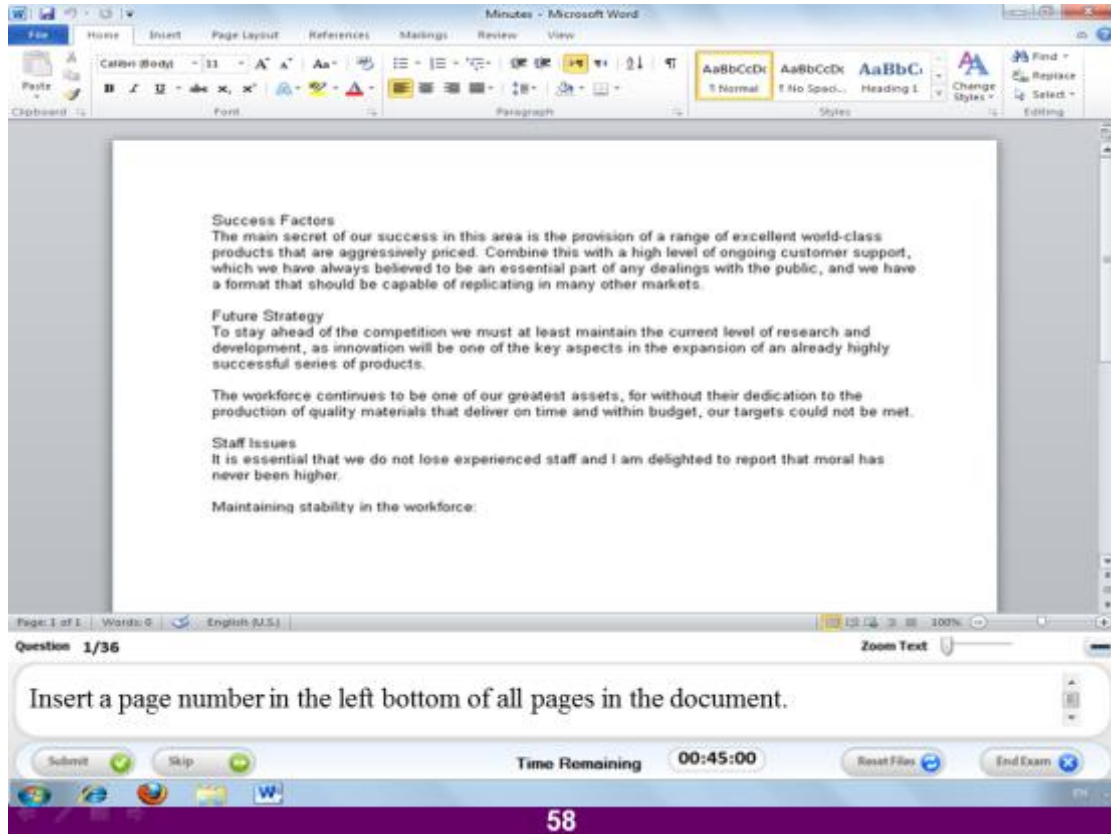 Minutes - Microsoft Word
File Home Insert Page Layout References Mailings Review View
Calibri (Body) 11 Aa
Paste
B I U abc x, x A
AaBbCcDc AaBbCcDc AaBbC
¶ Normal ¶ No Spaci... Heading 1
Change Styles
Find
Replace
Select
Clipboard Font Paragraph Styles Editing
Success Factors
The main secret of our success in this area is the provision of a range of excellent world-class
products that are aggressively priced. Combine this with a high level of ongoing customer support,
which we have always believed to be an essential part of any dealings with the public, and we have
a format that should be capable of replicating in many other markets.
Future Strategy
To stay ahead of the competition we must at least maintain the current level of research and
development, as innovation will be one of the key aspects in the expansion of an already highly
successful series of products.
The workforce continues to be one of our greatest assets, for without their dedication to the
production of quality materials that deliver on time and within budget, our targets could not be met.
Staff Issues
It is essential that we do not lose experienced staff and I am delighted to report that moral has
never been higher.
Maintaining stability in the workforce:
Page: 1 of 1 Words: 0 English (U.S.) 100%
Question 1/36 Zoom Text
Insert a page number in the left bottom of all pages in the document.
Submit Skip Time Remaining 00:45:00 Reset Files End Exam
EN
58